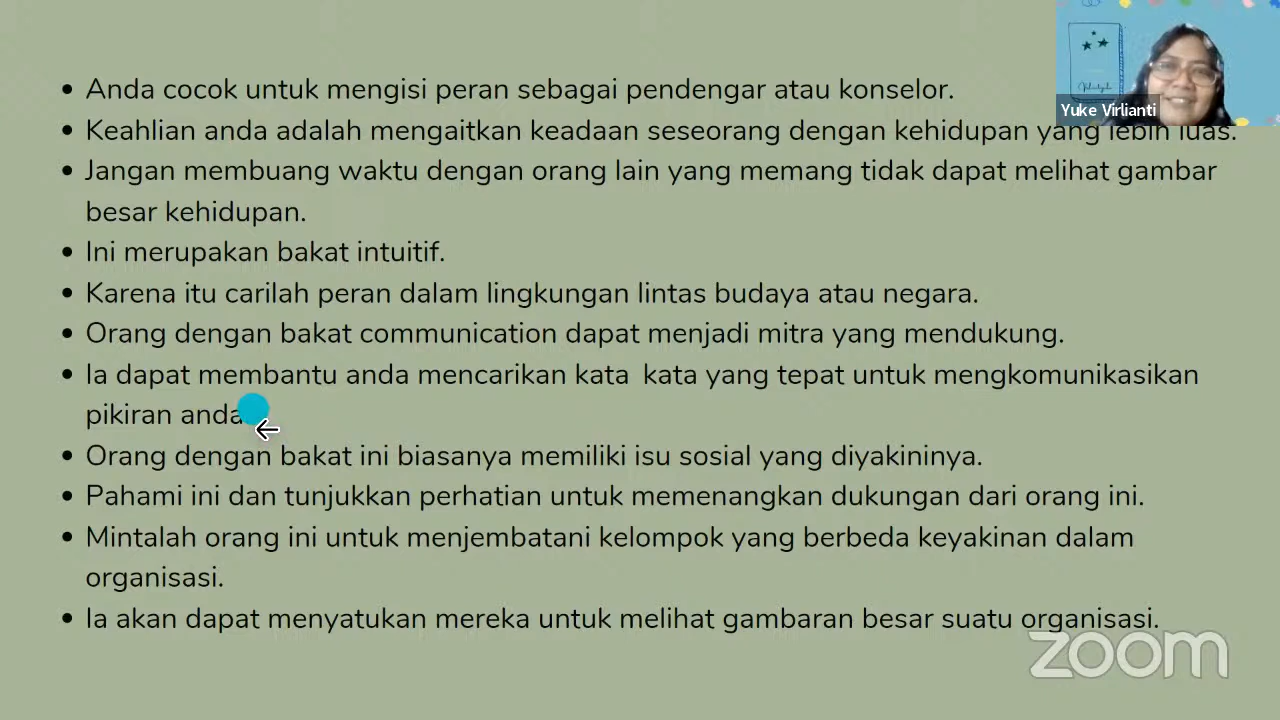 • Anda cocok untuk mengisi peran sebagai pendengar atau konselor.
Yuke Virlianti
• Keahlian anda adalah mengaitkan keadaan seseorang dengan kehidupan yang lebih luas.
• Jangan membuang waktu dengan orang lain yang memang tidak dapat melihat gambar
besar kehidupan.
• Ini merupakan bakat intuitif.
• Karena itu carilah peran dalam lingkungan lintas budaya atau negara.
• Orang dengan bakat communication dapat menjadi mitra yang mendukung.
• Ia dapat membantu anda mencarikan kata kata yang tepat untuk mengkomunikasikan
pikiran anda
• Orang dengan bakat ini biasanya memiliki isu sosial yang diyakininya.
• Pahami ini dan tunjukkan perhatian untuk memenangkan dukungan dari orang ini.
• Mintalah orang ini untuk menjembatani kelompok yang berbeda keyakinan dalam
organisasi.
• Ia akan dapat menyatukan mereka untuk melihat gambaran besar suatu organisasi.
zoom